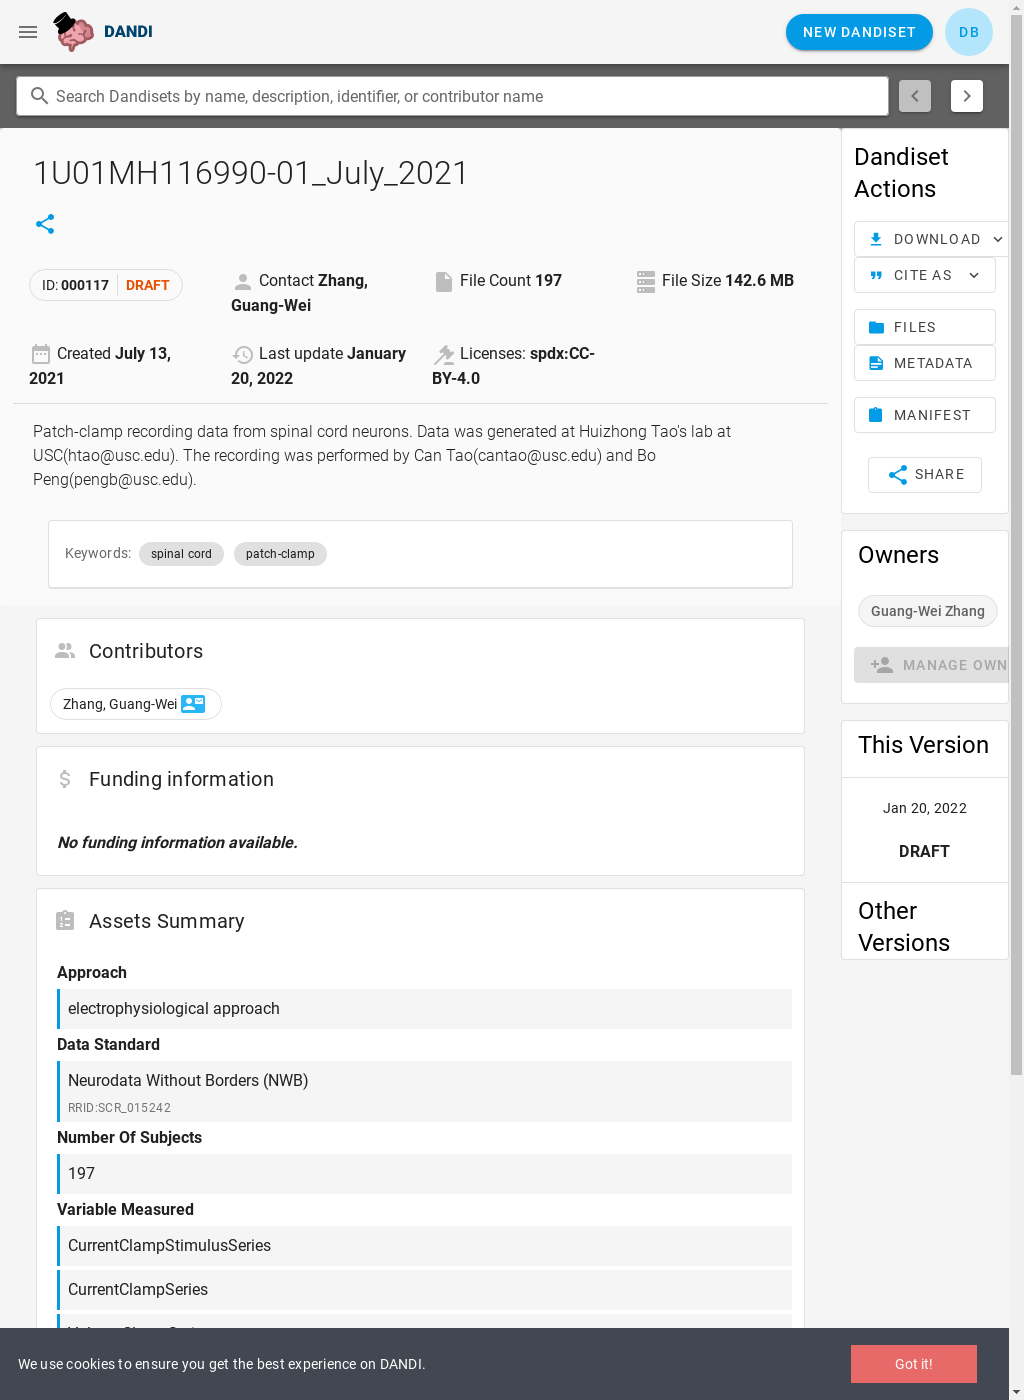 DANDI
NEW DANDISET
DB
Search Dandisets by name, description, identifier, or contributor name
1U01MH116990-01_July_2021
ID: 000117 DRAFT
Contact Zhang,
Guang-Wei
File Count 197
File Size 142.6 MB
Created July 13,
2021
Last update January
20, 2022
Licenses: spdx:CC-
BY-4.0
Patch-clamp recording data from spinal cord neurons. Data was generated at Huizhong Tao's lab at
USC(htao@usc.edu). The recording was performed by Can Tao(cantao@usc.edu) and Bo
Peng(pengb@usc.edu).
Keywords: spinal cord patch-clamp
Contributors
Zhang, Guang-Wei
Funding information
No funding information available.
Assets Summary
Approach
electrophysiological approach
Data Standard
Neurodata Without Borders (NWB)
RRID:SCR_015242
Number Of Subjects
197
Variable Measured
CurrentClampStimulusSeries
CurrentClampSeries
Dandiset
Actions
DOWNLOAD
CITE AS
FILES
METADATA
MANIFEST
SHARE
Owners
Guang-Wei Zhang
MANAGE OWN
This Version
Jan 20, 2022
DRAFT
Other
Versions
We use cookies to ensure you get the best experience on DANDI.
Got it!